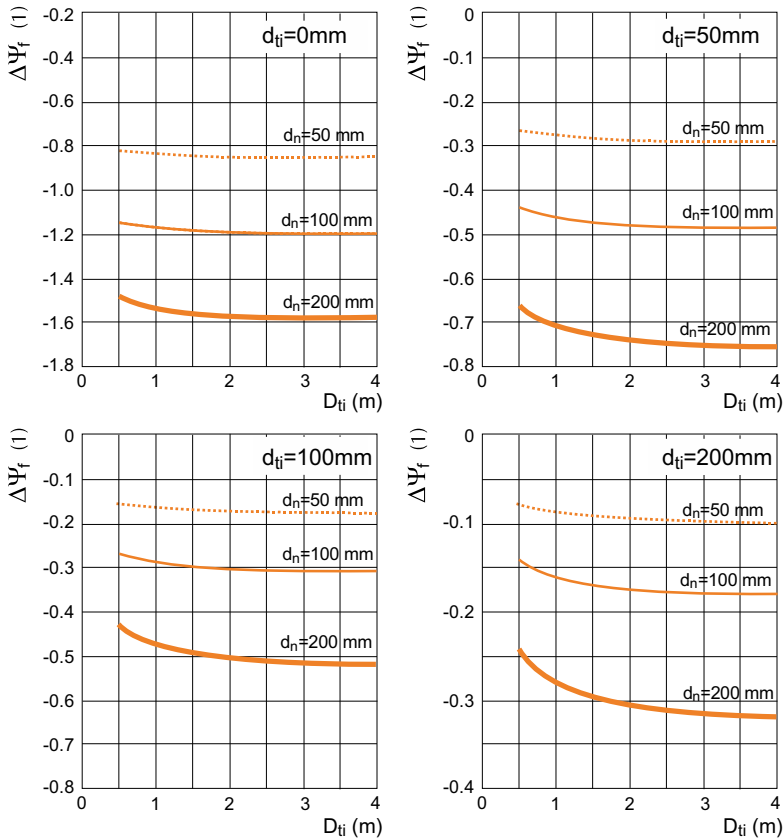 ΔΨf (1)
dti=0mm
-0.2
-0.4
-0.6
-0.8
-1.0
-1.2
-1.4
-1.6
-1.8
dn=50 mm
dn=100 mm
dn=200 mm
0 1 2 3 4
Dti (m)
ΔΨf (1)
dti=50mm
0
-0.1
-0.2
-0.3
-0.4
-0.5
-0.6
-0.7
-0.8
dn=50 mm
dn=100 mm
dn=200 mm
0 1 2 3 4
Dti (m)
ΔΨf (1)
dti=100mm
0
-0.1
-0.2
-0.3
-0.4
-0.5
-0.6
-0.7
-0.8
dn=50 mm
dn=100 mm
dn=200 mm
0 1 2 3 4
Dti (m)
ΔΨf (1)
dti=200mm
0
-0.1
-0.2
-0.3
-0.4
dn=50 mm
dn=100 mm
dn=200 mm
0 1 2 3 4
Dti (m)